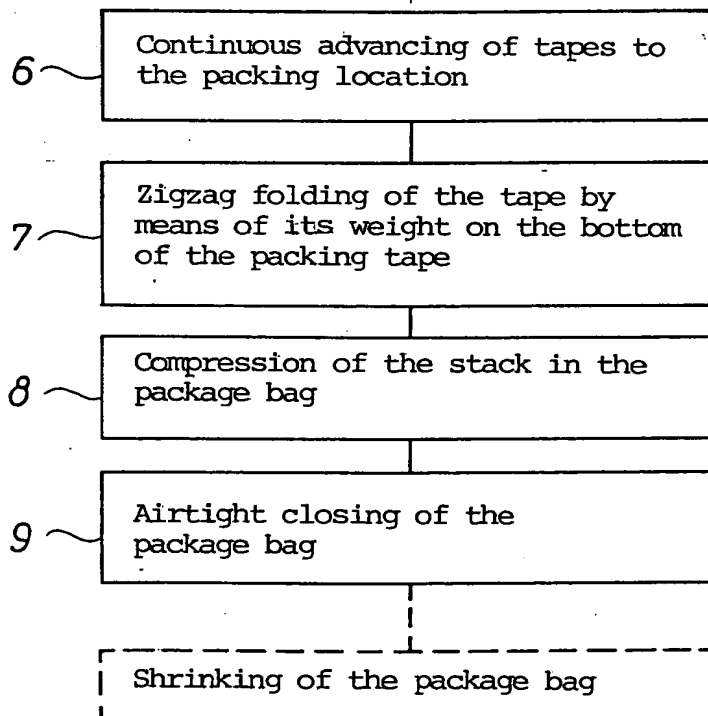 6
Continuous advancing of tapes to
the packing location
7
Zigzag folding of the tape by
means of its weight on the bottom
of the packing tape
8
Compression of the stack in the
package bag
9
Airtight closing of the
package bag
Shrinking of the package bag